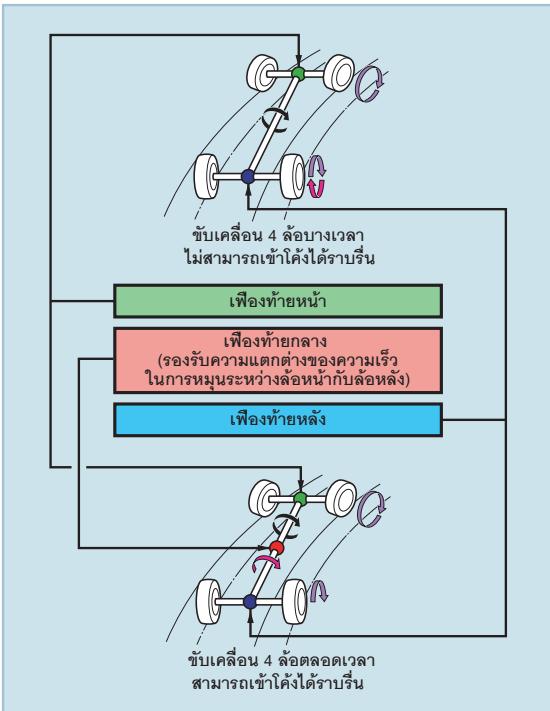 ขับเคลื่อน 4 ล้อบางเวลา
ไม่สามารถเข้าโค้งได้ราบรื่น
เฟืองท้ายหน้า
เฟืองท้ายกลาง
(รองรับความแตกต่างของความเร็ว
ในการหมุนระหว่างล้อหน้ากับล้อหลัง)
เฟืองท้ายหลัง
ขับเคลื่อน 4 ล้อตลอดเวลา
สามารถเข้าโค้งได้ราบรื่น